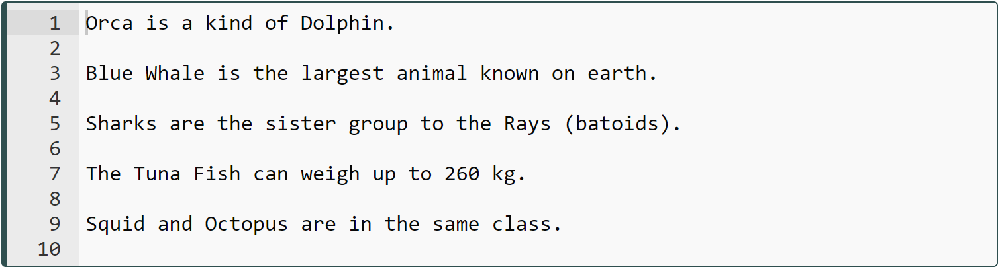 1 Orca is a kind of Dolphin.
2
3 Blue Whale is the largest animal known on earth.
4
5 Sharks are the sister group to the Rays (batoids).
6
7 The Tuna Fish can weigh up to 260 kg.
8
9 Squid and Octopus are in the same class.
10